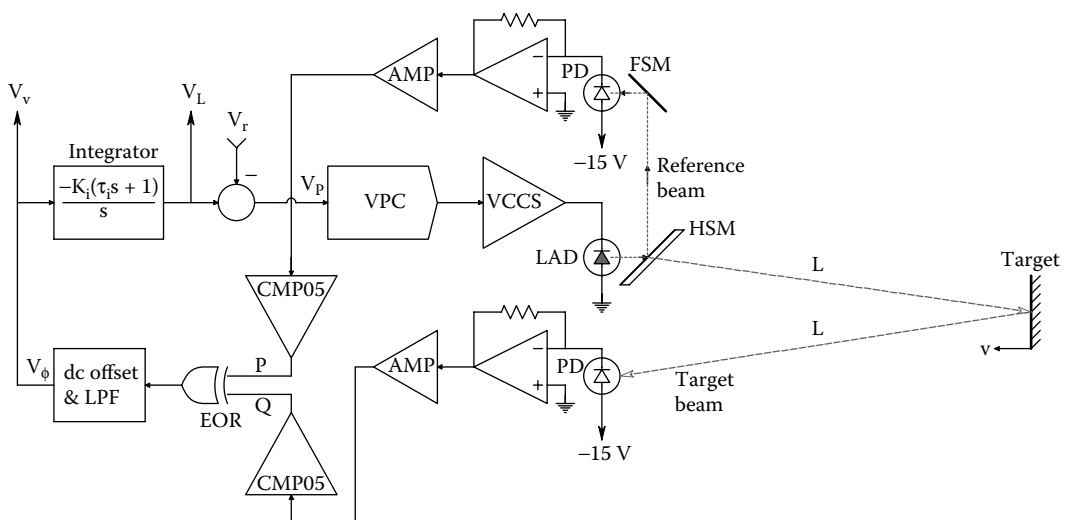 FSM
PD
AMP
−
+
−15 V
V_v
V_L
V_r
Integrator
−K_i(τ_i s + 1)
s
−
V_P
VPC
VCCS
Reference
beam
HSM
LAD
L
Target
CMP05
L
v
V_ϕ
dc offset
& LPF
P
Q
EOR
AMP
−
+
PD
Target
beam
−15 V
CMP05